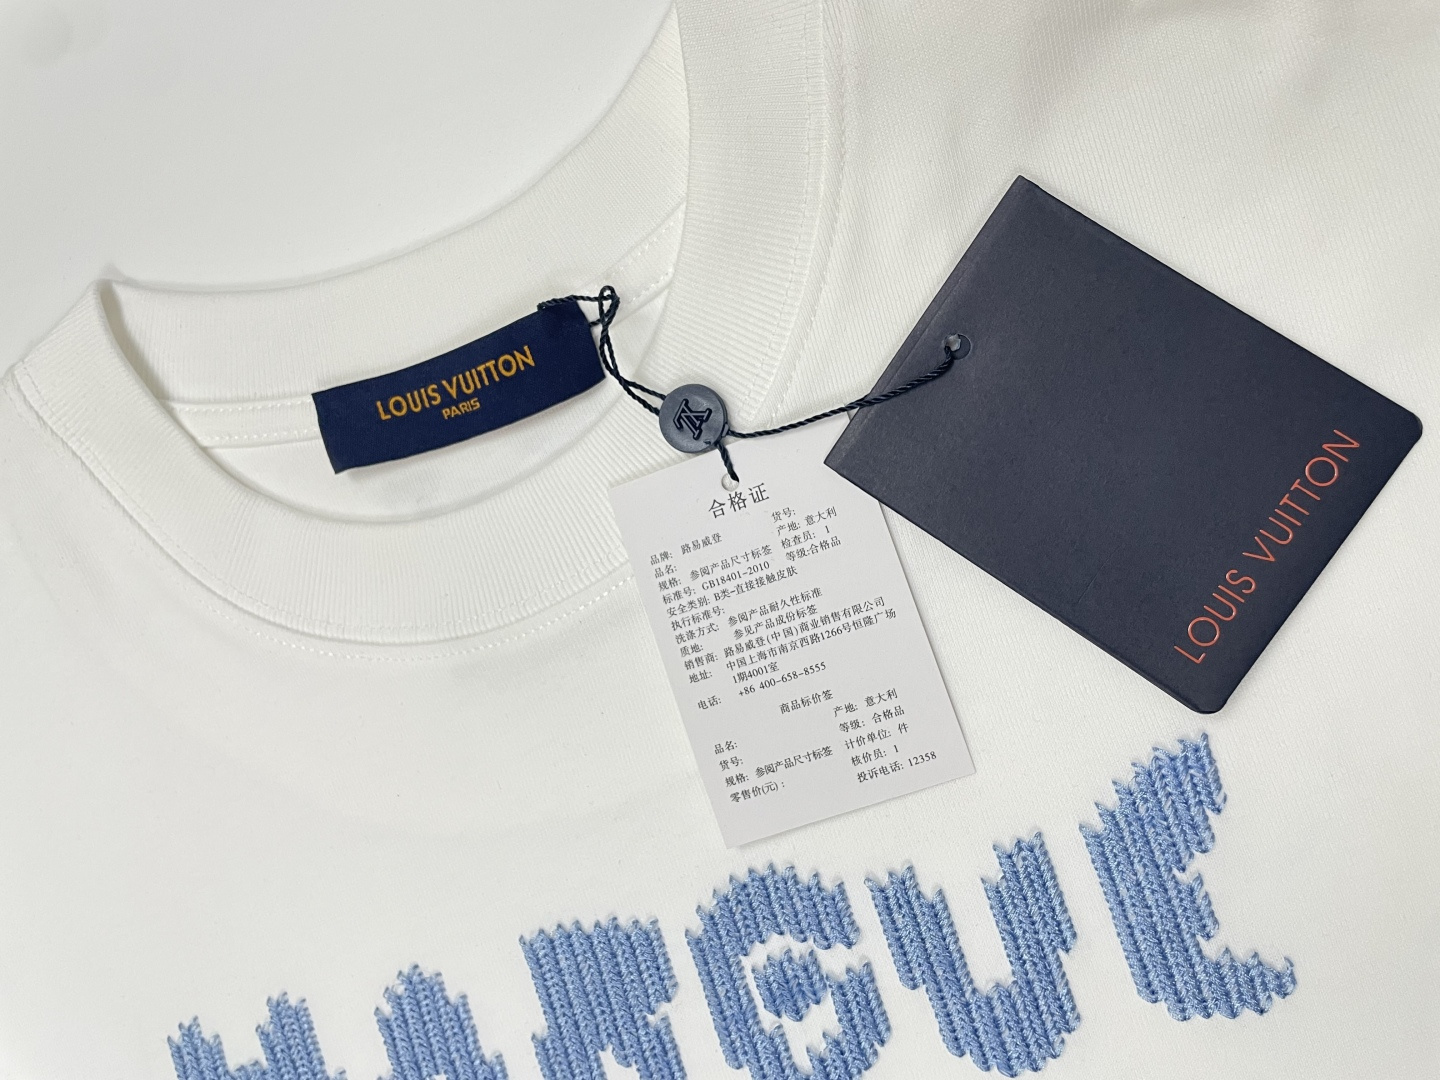 LOUIS VUITTON
PARIS
LV
合格证
货号:
品牌: 路易威登 产地: 意大利
品名: 检查员: 1
规格: 参阅产品尺寸标签 等级:合格品
标准号: GB18401-2010
安全类别: B类-直接接触皮肤
执行标准号:
洗涤方式: 参阅产品耐久性标准
质地: 参见产品成份标签
销售商: 路易威登(中国)商业销售有限公司
地址: 中国上海市南京西路1266号恒隆广场
1期4001室
电话: +86 400-658-8555
商品标价签
品名: 产地: 意大利
货号: 等级: 合格品
规格: 参阅产品尺寸标签 计价单位: 件
零售价(元): 核价员: 1
投诉电话: 12358
LOUIS VUITTON